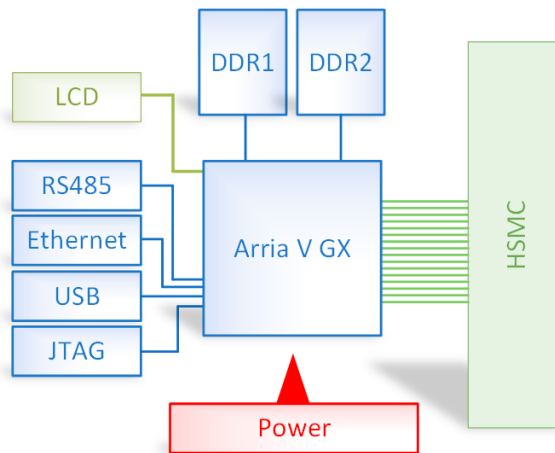 DDR1
DDR2
LCD
RS485
Ethernet
USB
JTAG
Arria V GX
HSMC
Power